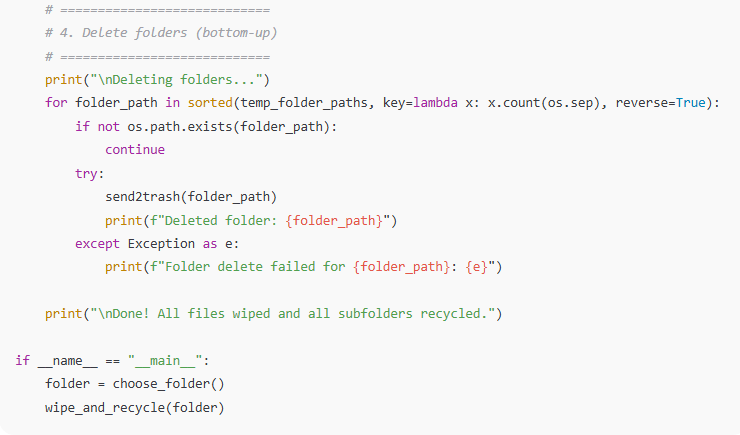 # ============================
# 4. Delete folders (bottom-up)
# ============================
print("\nDeleting folders...")
for folder_path in sorted(temp_folder_paths, key=lambda x: x.count(os.sep), reverse=True):
if not os.path.exists(folder_path):
continue
try:
send2trash(folder_path)
print(f"Deleted folder: {folder_path}")
except Exception as e:
print(f"Folder delete failed for {folder_path}: {e}")
print("\nDone! All files wiped and all subfolders recycled.")
if __name__ == "__main__":
folder = choose_folder()
wipe_and_recycle(folder)